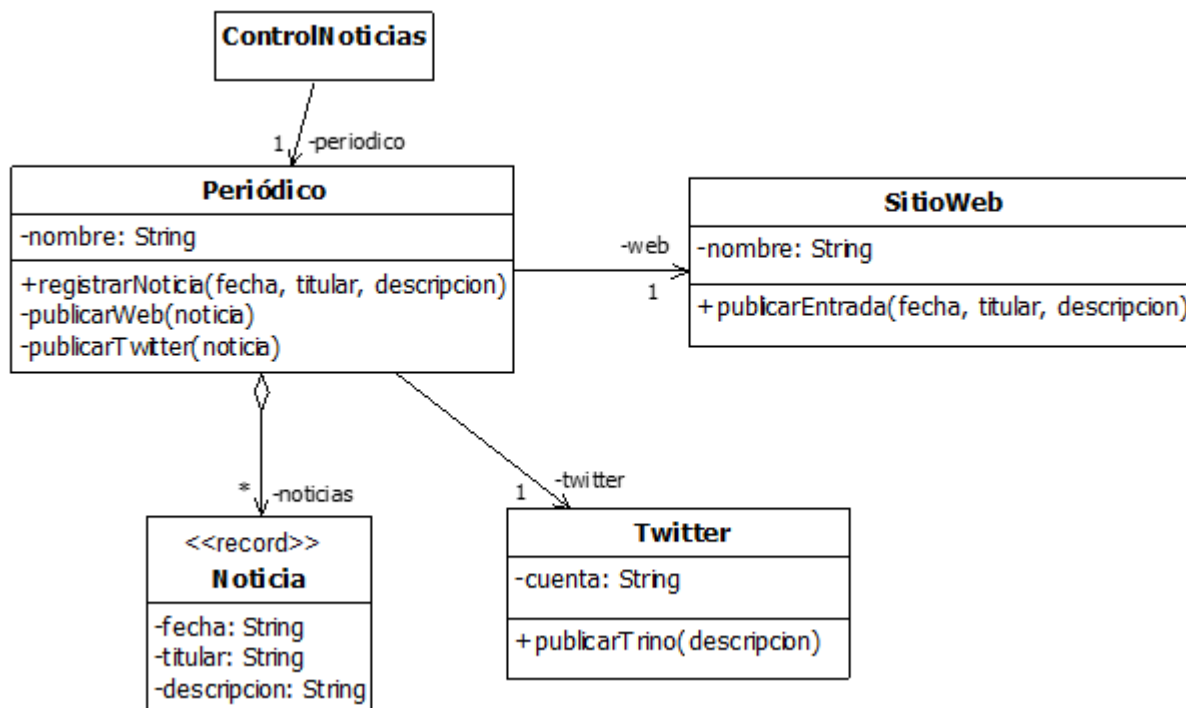 ControlNoticias
1 -periodico
Periódico
-nombre: String
+registrarNoticia(fecha, titular, descripcion)
-publicarWeb(noticia)
-publicarTwitter(noticia)
-web
1
SitioWeb
-nombre: String
+publicarEntrada(fecha, titular, descripcion)
* -noticias
<<record>>
Noticia
-fecha: String
-titular: String
-descripcion: String
-twitter
1
Twitter
-cuenta: String
+publicarTrino(descripcion)